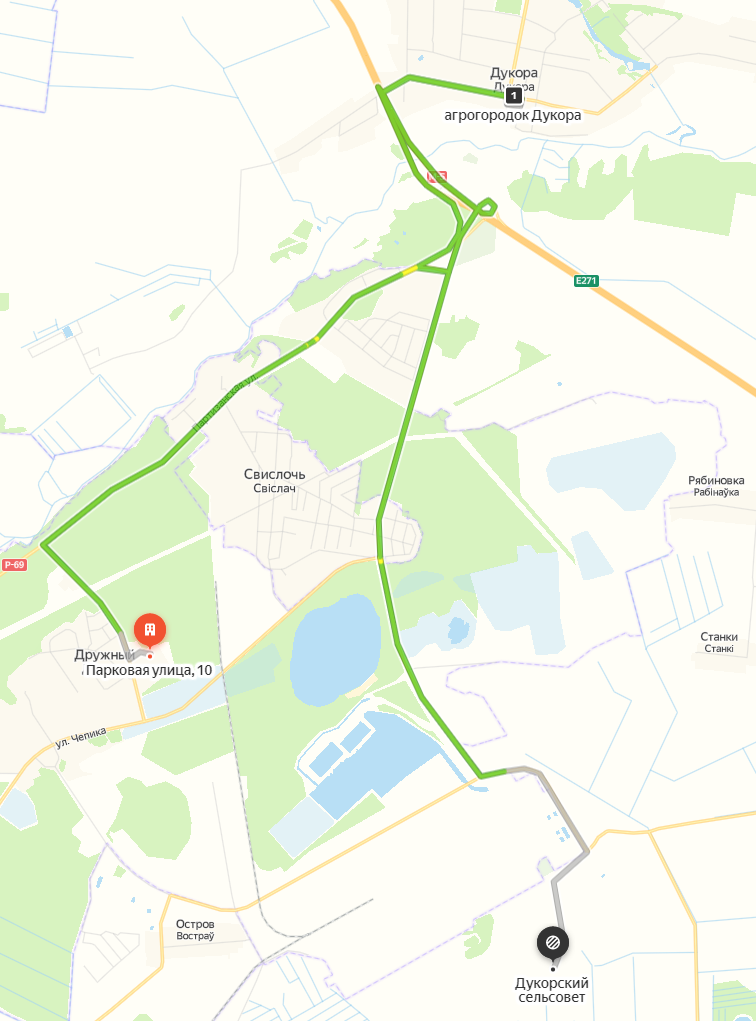 Дукора
Дукора
1
агрогородок Дукора
E271
Свислочь
Свіслач
Рябиновка
Рабінаўка
P-69
Станки
Станкі
Дружный
Парковая улица, 10
ул. Чепика
Остров
Востраў
Дукорский
сельсовет